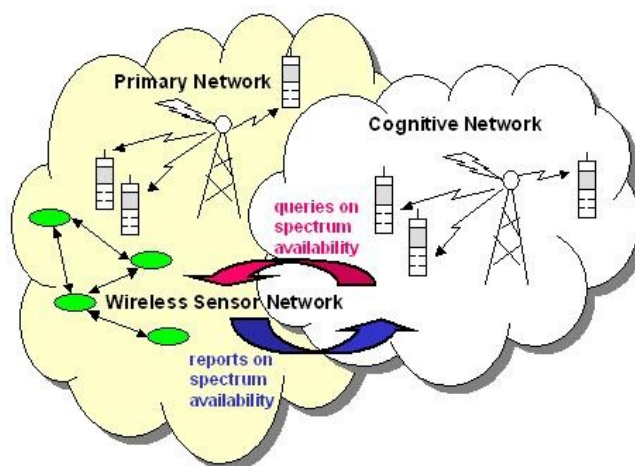 Primary Network
Cognitive Network
queries on
spectrum
availability
Wireless Sensor Network
reports on
spectrum
availability